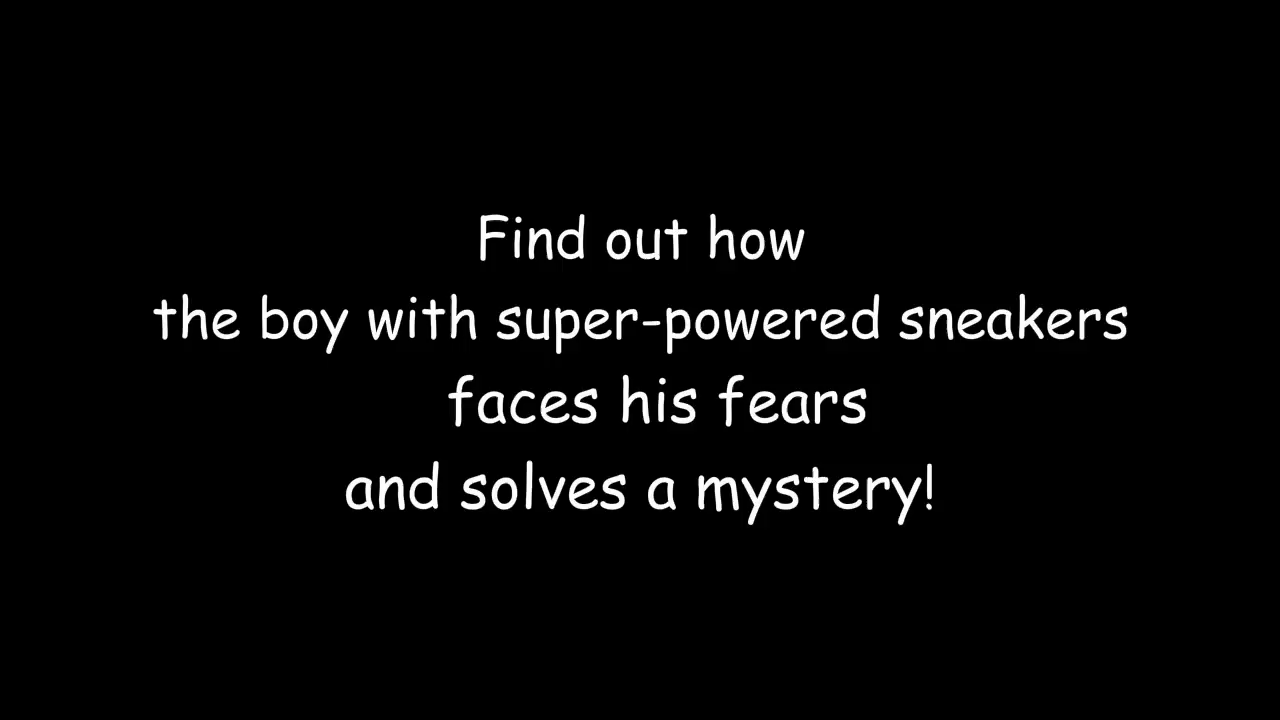 Find out how
the boy with super-powered sneakers
faces his fears
and solves a mystery!